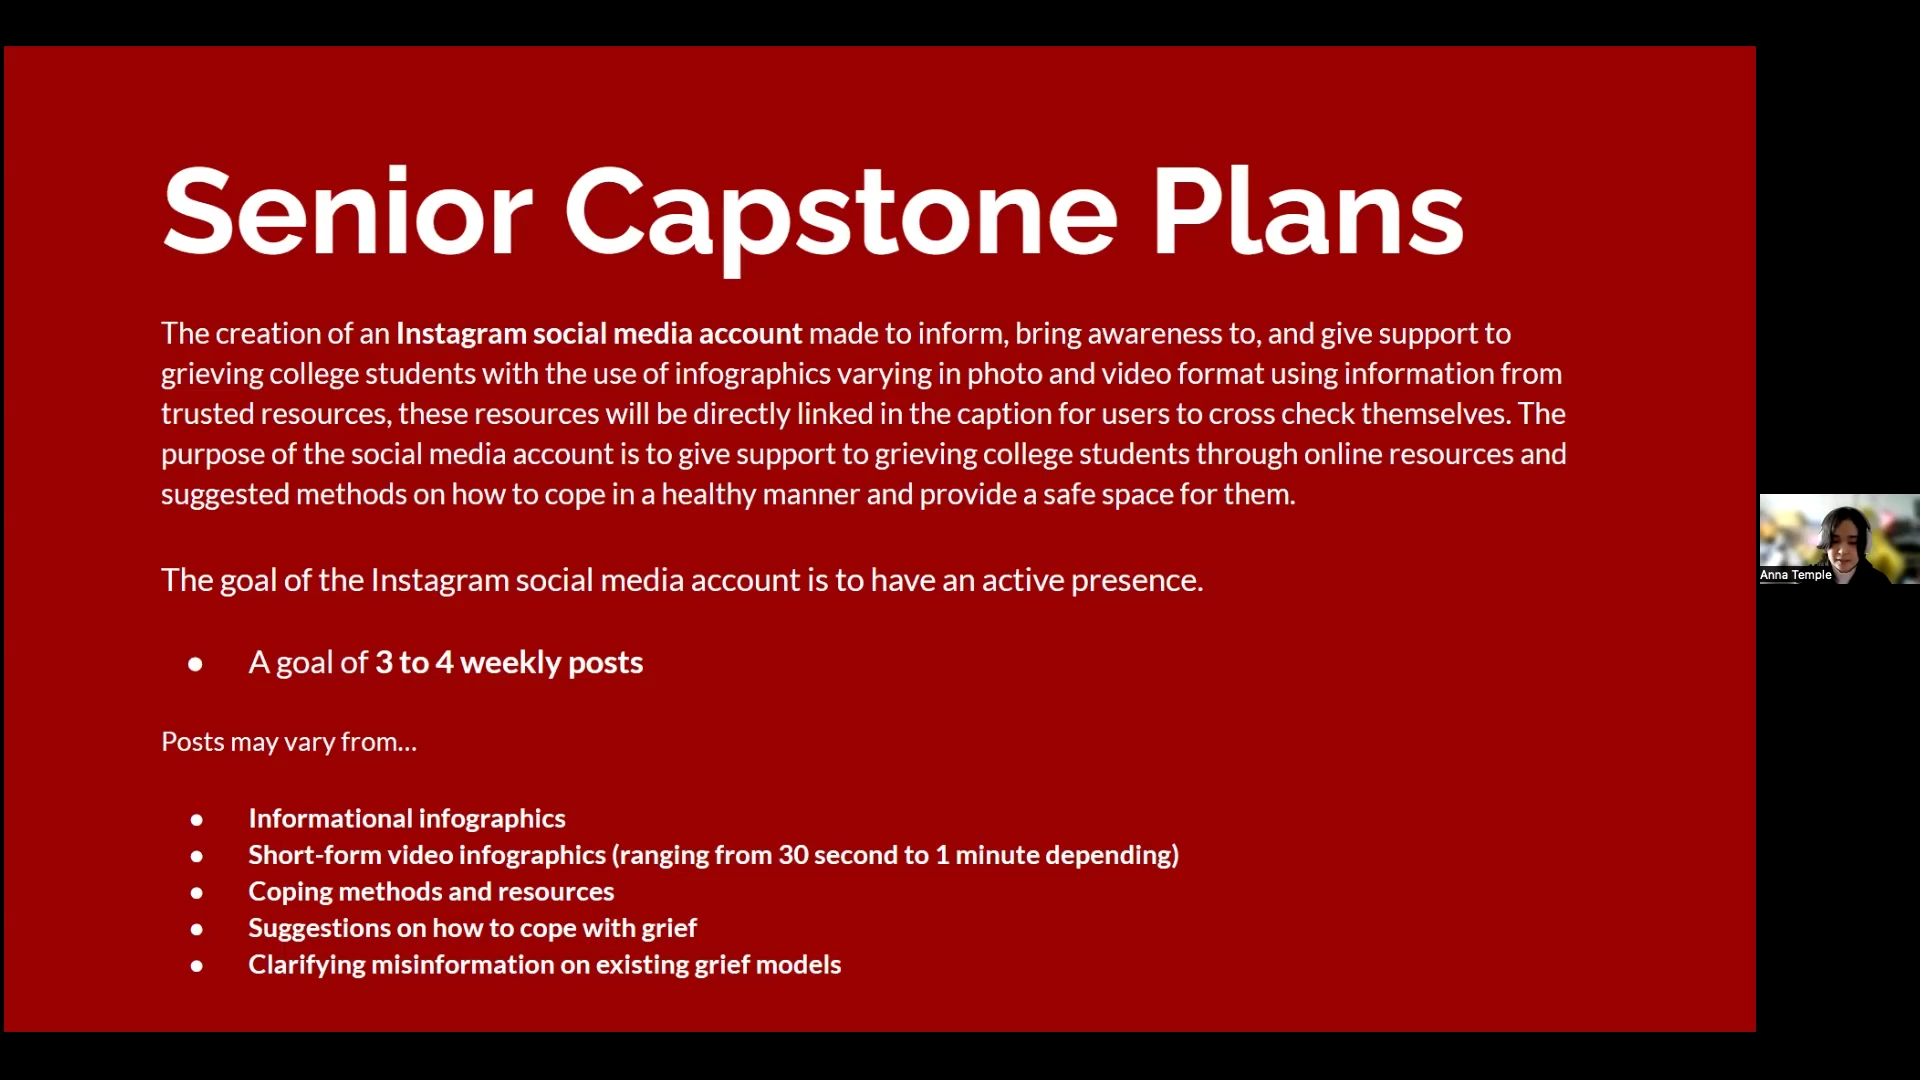 Senior Capstone Plans
The creation of an Instagram social media account made to inform, bring awareness to, and give support to
grieving college students with the use of infographics varying in photo and video format using information from
trusted resources, these resources will be directly linked in the caption for users to cross check themselves. The
purpose of the social media account is to give support to grieving college students through online resources and
suggested methods on how to cope in a healthy manner and provide a safe space for them.
The goal of the Instagram social media account is to have an active presence.
● A goal of 3 to 4 weekly posts
Posts may vary from...
● Informational infographics
● Short-form video infographics (ranging from 30 second to 1 minute depending)
● Coping methods and resources
● Suggestions on how to cope with grief
● Clarifying misinformation on existing grief models
Anna Temple